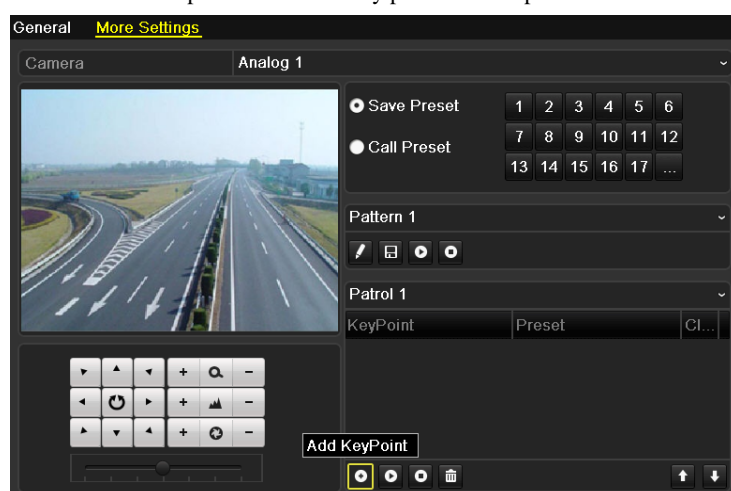 General More Settings
Camera Analog 1
Save Preset 1 2 3 4 5 6
Call Preset 7 8 9 10 11 12
13 14 15 16 17 ...
Pattern 1
Patrol 1
KeyPoint Preset Cl...
Add KeyPoint